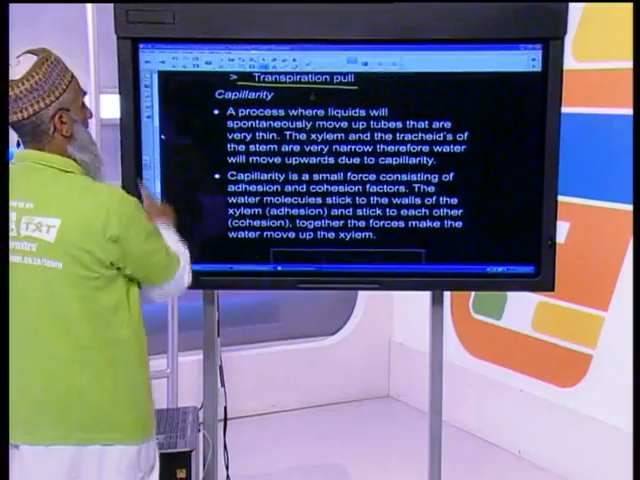 > Transpiration pull
Capillarity
• A process where liquids will
spontaneously move up tubes that are
very thin. The xylem and the tracheid's of
the stem are very narrow therefore water
will move upwards due to capillarity.
• Capillarity is a small force consisting of
adhesion and cohesion factors. The
water molecules stick to the walls of the
xylem (adhesion) and stick to each other
(cohesion), together the forces make the
water move up the xylem.
TXT